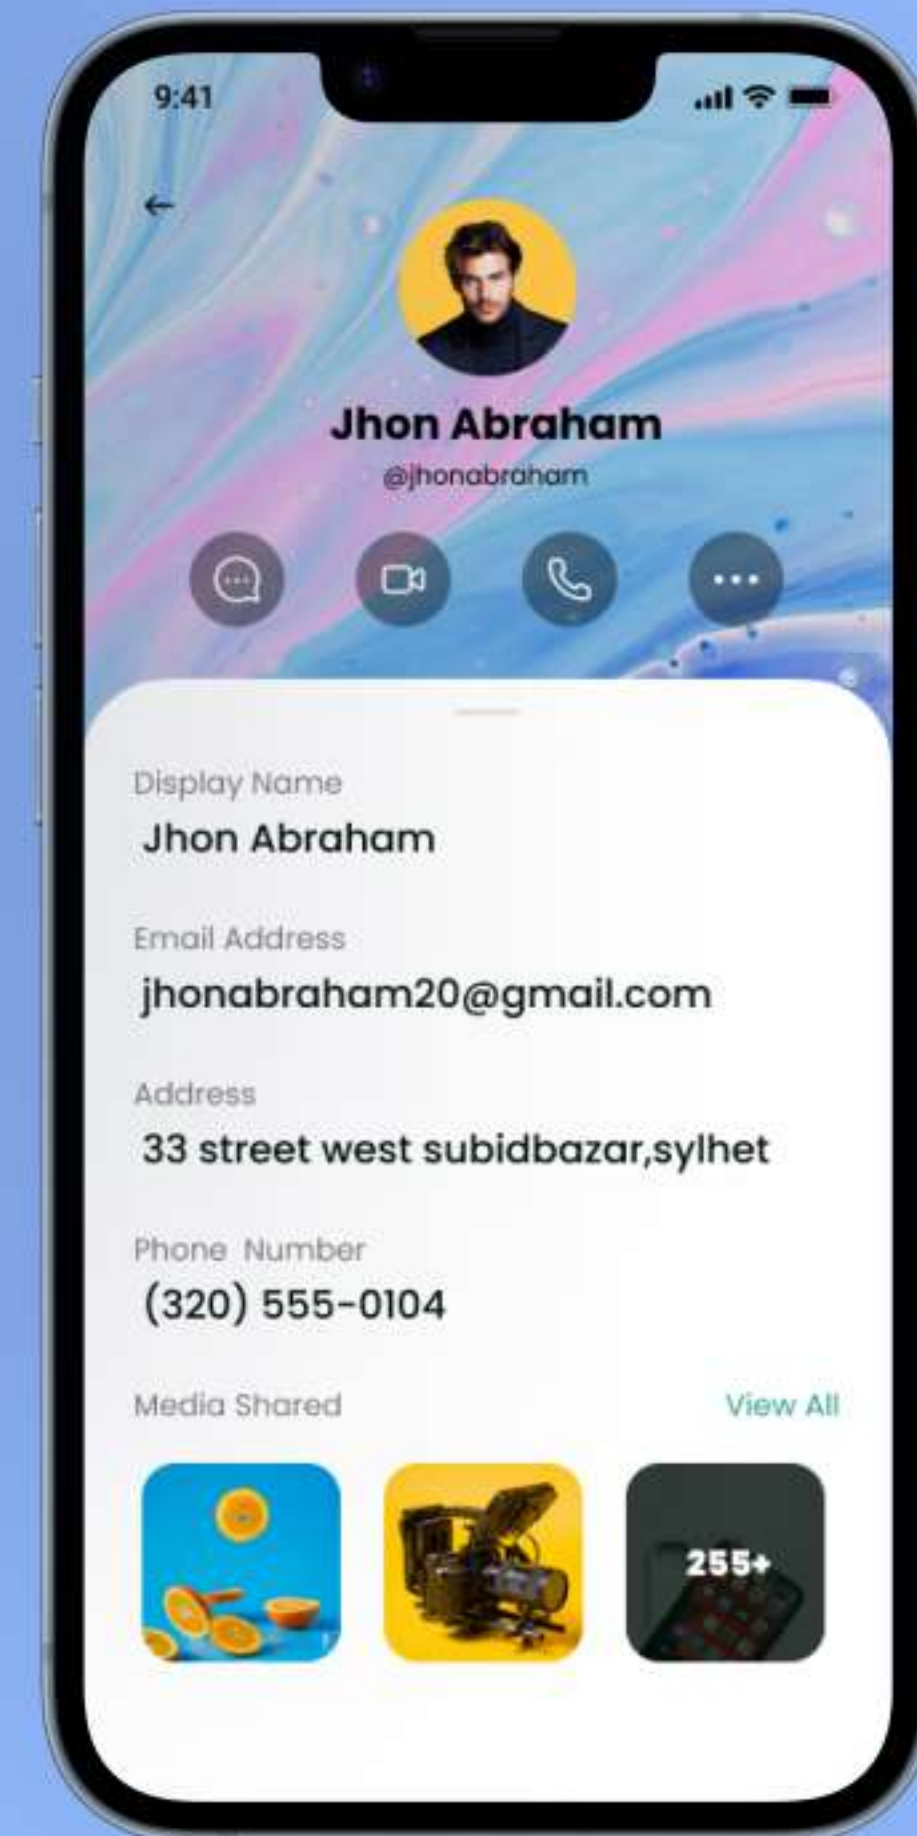 9:41
Jhon Abraham
@jhonabraham
Display Name
Jhon Abraham
Email Address
jhonabraham20@gmail.com
Address
33 street west subidbazar,sylhet
Phone Number
(320) 555-0104
Media Shared View All
255+